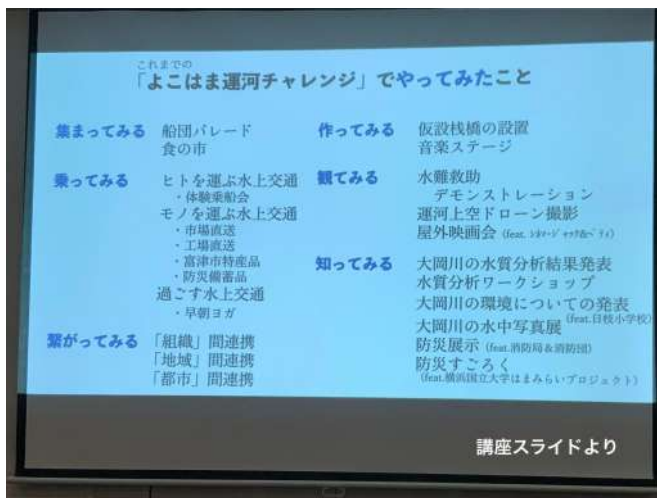 これまでの
「よこはま運河チャレンジ」でやってみたこと
集まってみる 船団パレード
食の市
乗ってみる ヒトを運ぶ水上交通
・体験乗船会
モノを運ぶ水上交通
・市場直送
・工場直送
・富津市特産品
・防災備蓄品
過ごす水上交通
・早朝ヨガ
繋がってみる 「組織」間連携
「地域」間連携
「都市」間連携
作ってみる 仮設桟橋の設置
音楽ステージ
観てみる 水難救助
デモンストレーション
運河上空ドローン撮影
屋外映画会 (feat. ｼﾈﾏ･ｼﾞｬｯｸ&ﾍﾞﾃｨ)
知ってみる 大岡川の水質分析結果発表
水質分析ワークショップ
大岡川の環境についての発表
(feat.日枝小学校)
大岡川の水中写真展
防災展示 (feat.消防局&消防団)
防災すごろく
(feat.横浜国立大学はまみらいプロジェクト)
講座スライドより